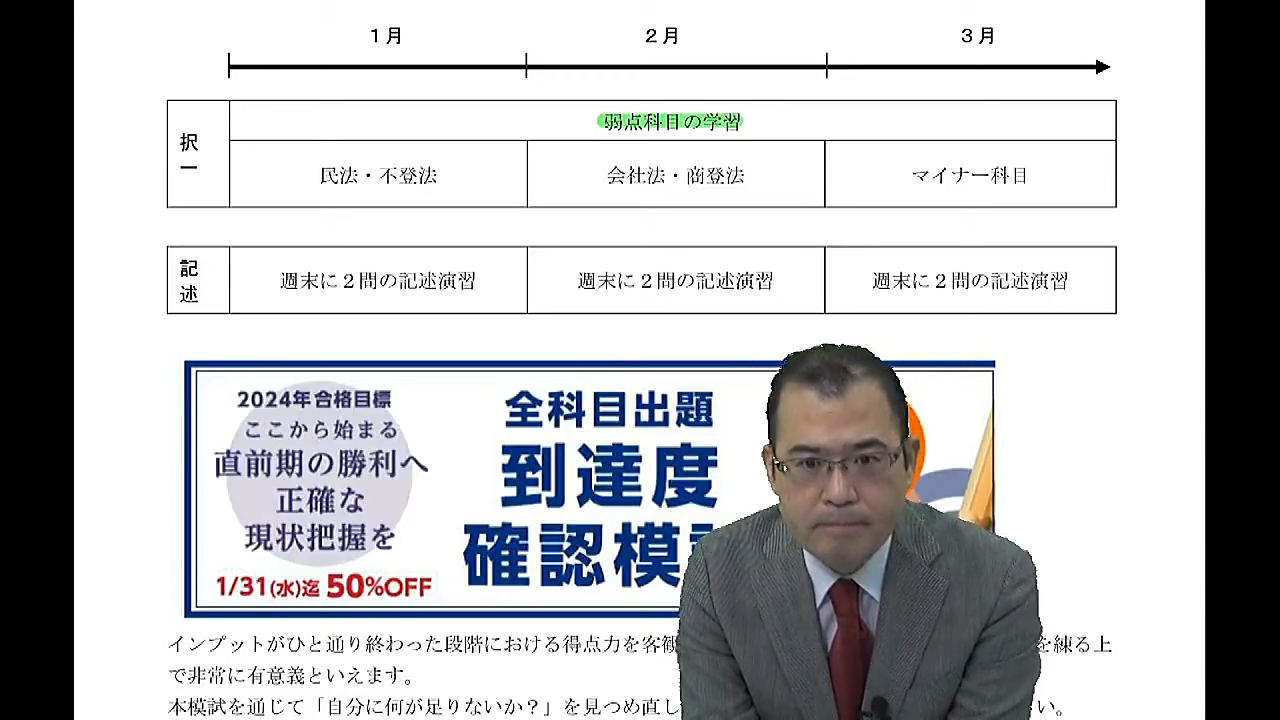 1月 2月 3月
択一
弱点科目の学習
民法・不登法 会社法・商登法 マイナー科目
記述
週末に2問の記述演習 週末に2問の記述演習 週末に2問の記述演習
2024年合格目標
ここから始まる
直前期の勝利へ
正確な
現状把握を
1/31(水)迄 50%OFF
全科目出題
到達度
確認模
インプットがひと通り終わった段階における得点力を客観 を練る上
で非常に有意義といえます。
本模試を通じて「自分に何が足りないか?」を見つめ直し い。